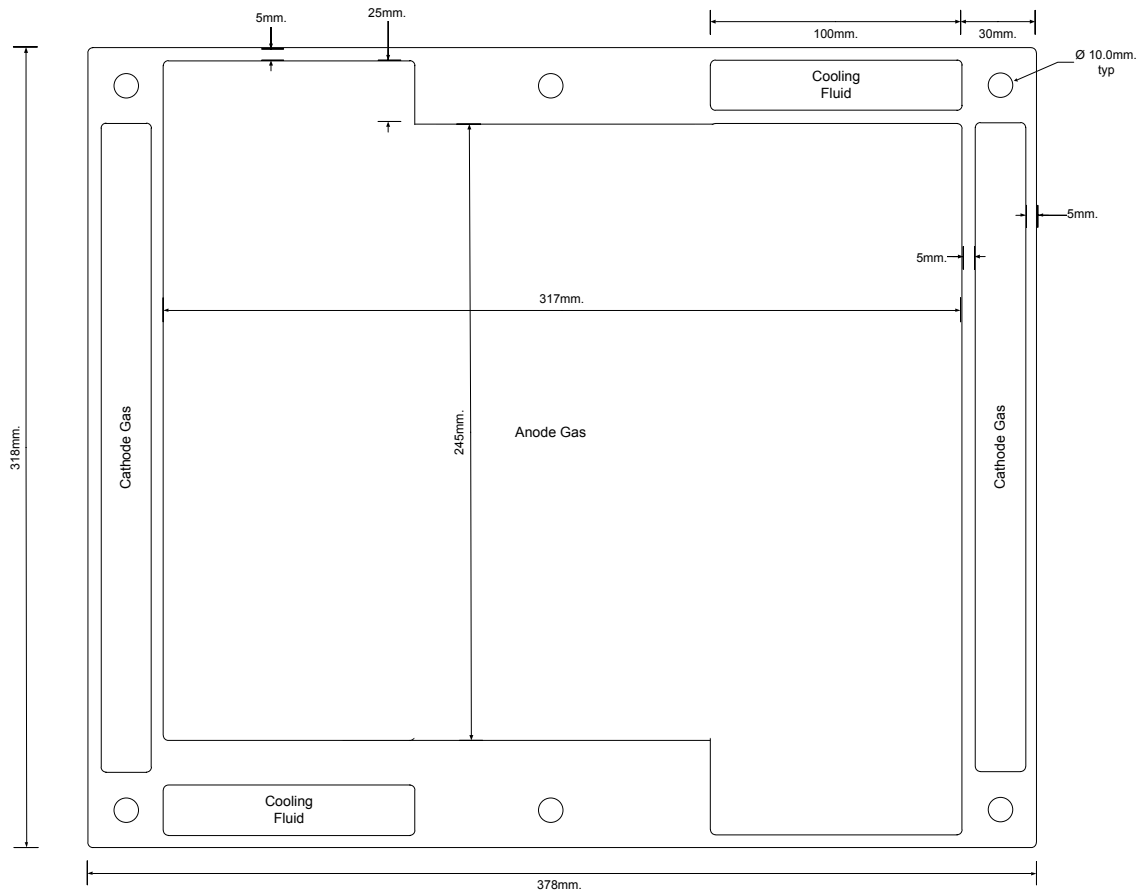 5mm.
25mm.
100mm.
30mm.
Ø 10.0mm.
typ
Cooling
Fluid
5mm.
5mm.
317mm.
318mm.
Cathode Gas
245mm.
Anode Gas
Cathode Gas
Cooling
Fluid
378mm.